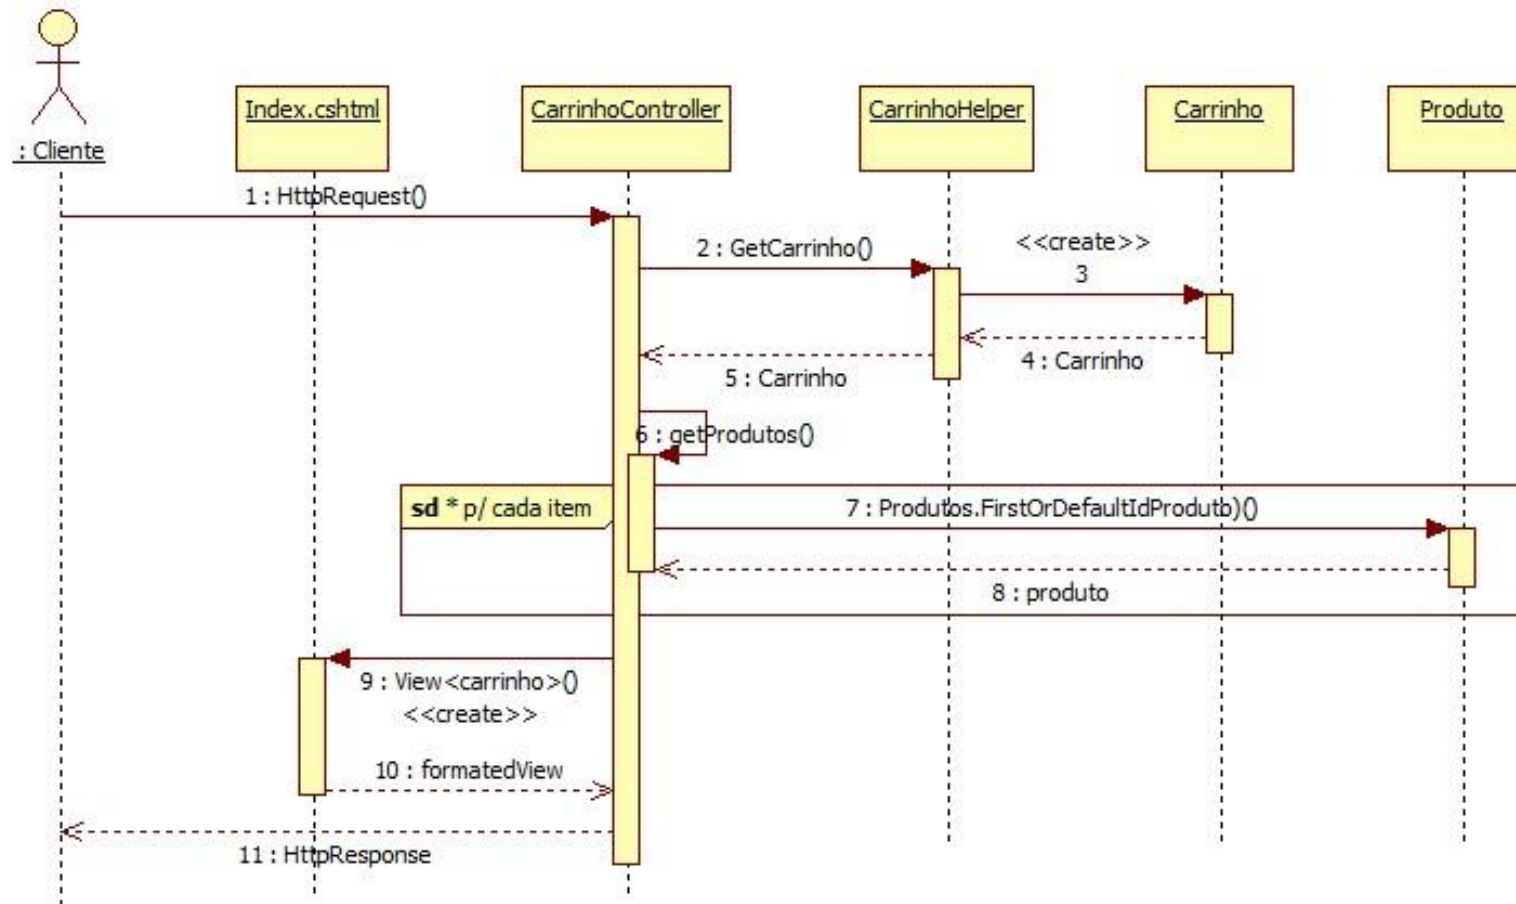 : Cliente
Index.cshtml
CarrinhoController
CarrinhoHelper
Carrinho
Produto
1 : HttpRequest()
2 : GetCarrinho()
<<create>>
3
4 : Carrinho
5 : Carrinho
6 : getProdutos()
sd * p/ cada item
7 : Produtos.FirstOrDefaultIdProduto)()
8 : produto
9 : View<carrinho>()
<<create>>
10 : formatedView
11 : HttpResponse